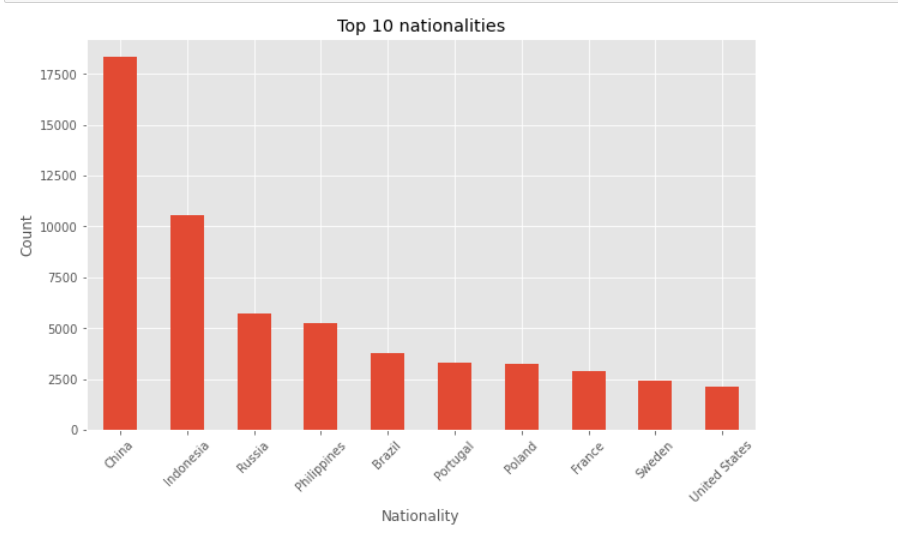 Top 10 nationalities
17500
15000
12500
10000
7500
5000
2500
0
Count
China
Indonesia
Russia
Philippines
Brazil
Portugal
Poland
France
Sweden
United States
Nationality